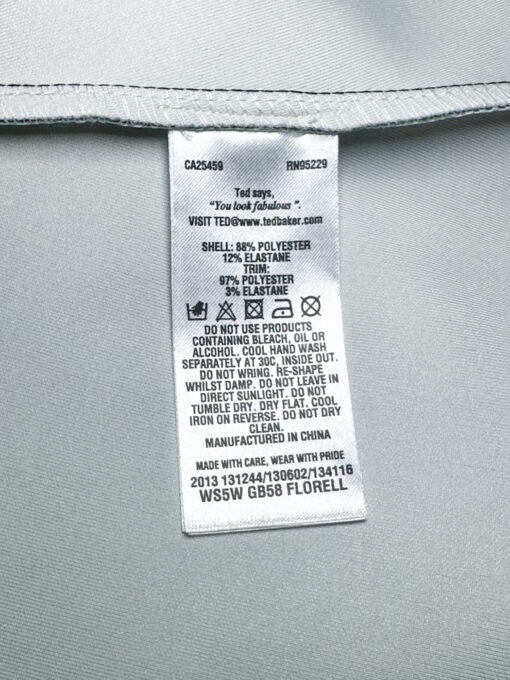 CA25459 RN95229
Ted says,
"You look fabulous ".
VISIT TED@www.tedbaker.com
SHELL: 88% POLYESTER
12% ELASTANE
TRIM:
97% POLYESTER
3% ELASTANE
DO NOT USE PRODUCTS
CONTAINING BLEACH, OIL OR
ALCOHOL. COOL HAND WASH
SEPARATELY AT 30C, INSIDE OUT.
DO NOT WRING. RE-SHAPE
WHILST DAMP. DO NOT LEAVE IN
DIRECT SUNLIGHT. DO NOT
TUMBLE DRY. DRY FLAT. COOL
IRON ON REVERSE. DO NOT DRY
CLEAN.
MANUFACTURED IN CHINA
MADE WITH CARE, WEAR WITH PRIDE
2013 131244/130602/134116
WS5W GB58 FLORELL